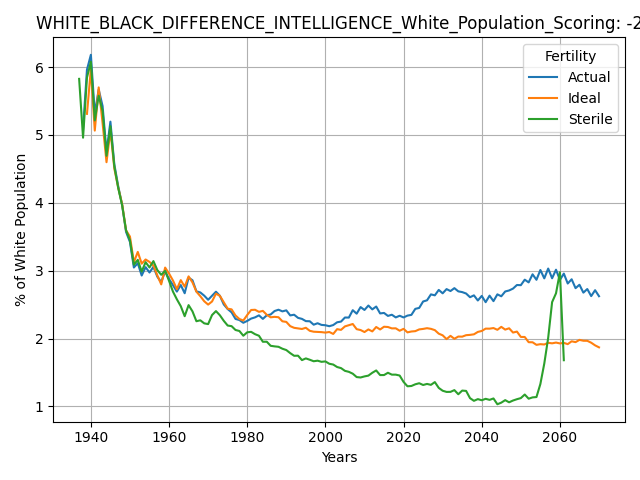 WHITE_BLACK_DIFFERENCE_INTELLIGENCE_White_Population_Scoring: -2
Fertility
Actual
Ideal
Sterile
% of White Population
6
5
4
3
2
1
1940 1960 1980 2000 2020 2040 2060
Years